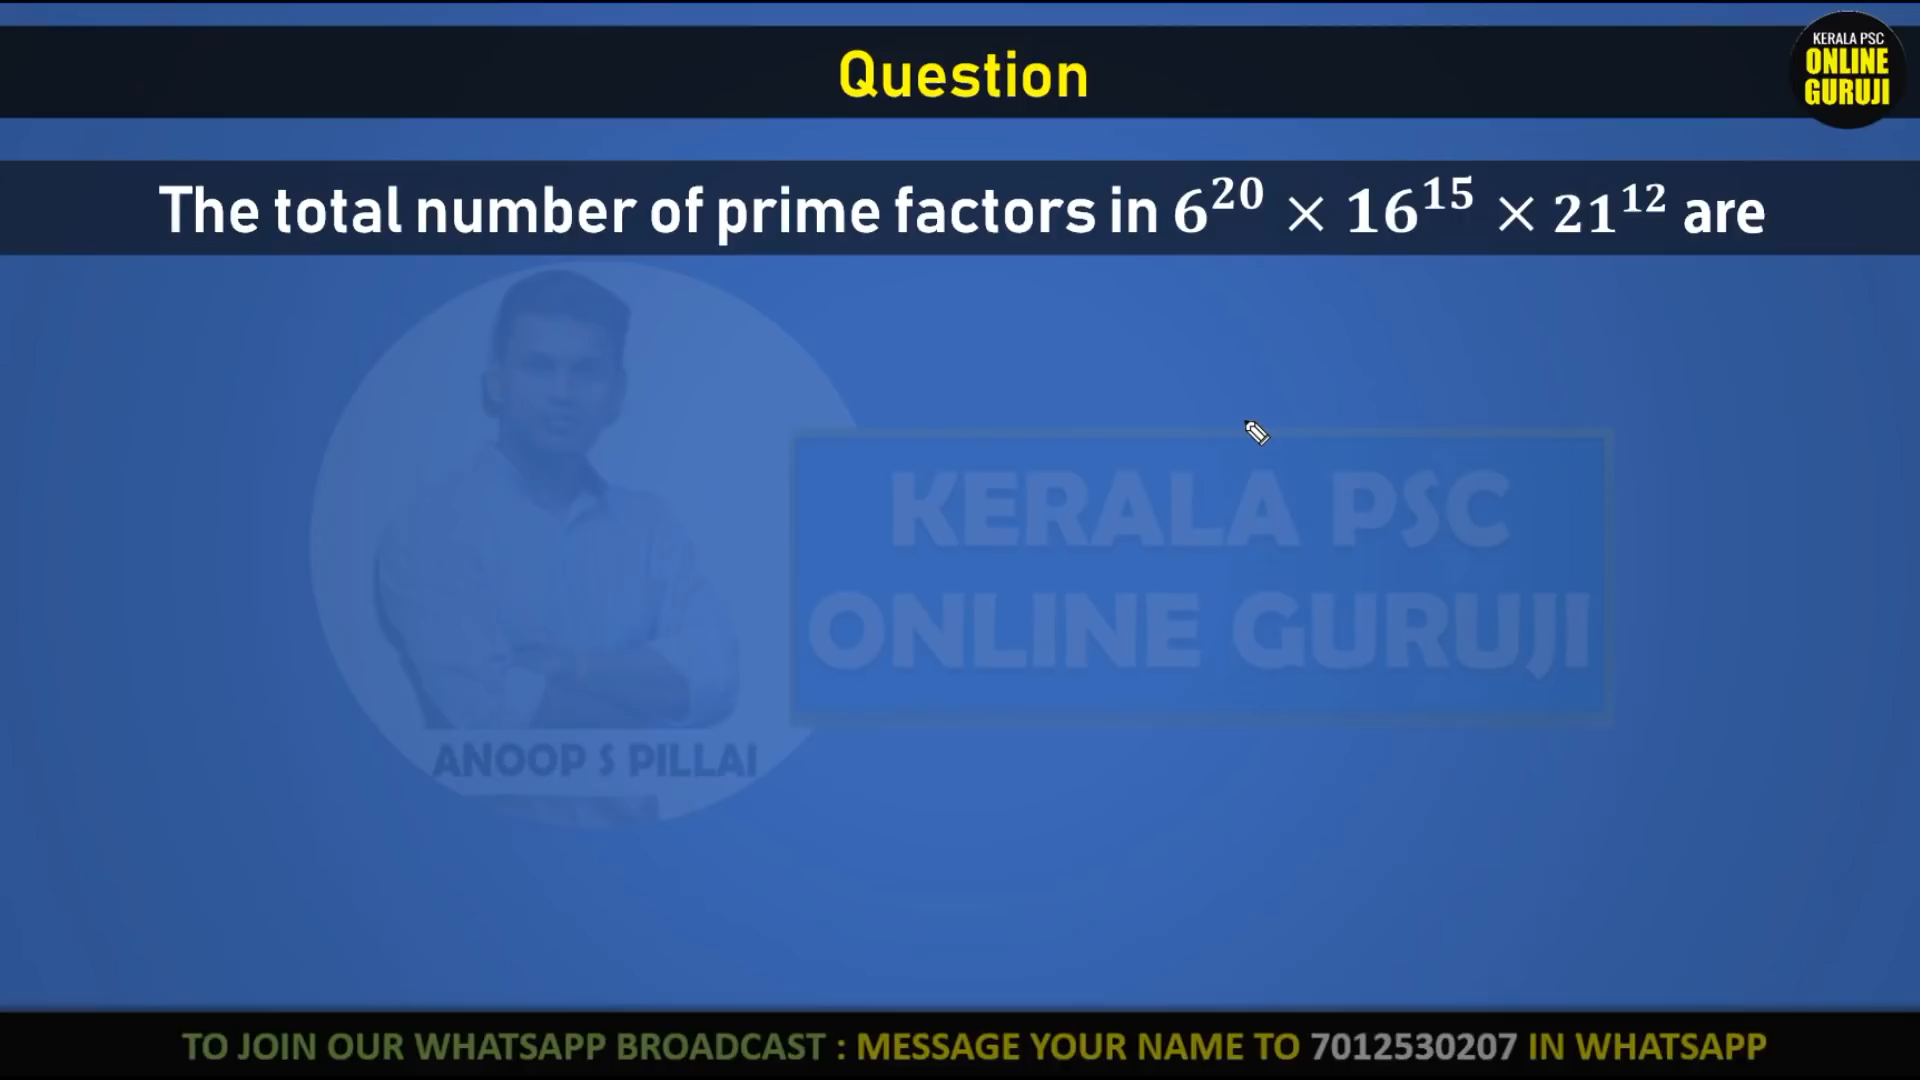 Question
KERALA PSC
ONLINE
GURUJI
The total number of prime factors in 6²⁰ × 16¹⁵ × 21¹² are
KERALA PSC
ONLINE GURUJI
ANOOP S PILLAI
TO JOIN OUR WHATSAPP BROADCAST : MESSAGE YOUR NAME TO 7012530207 IN WHATSAPP